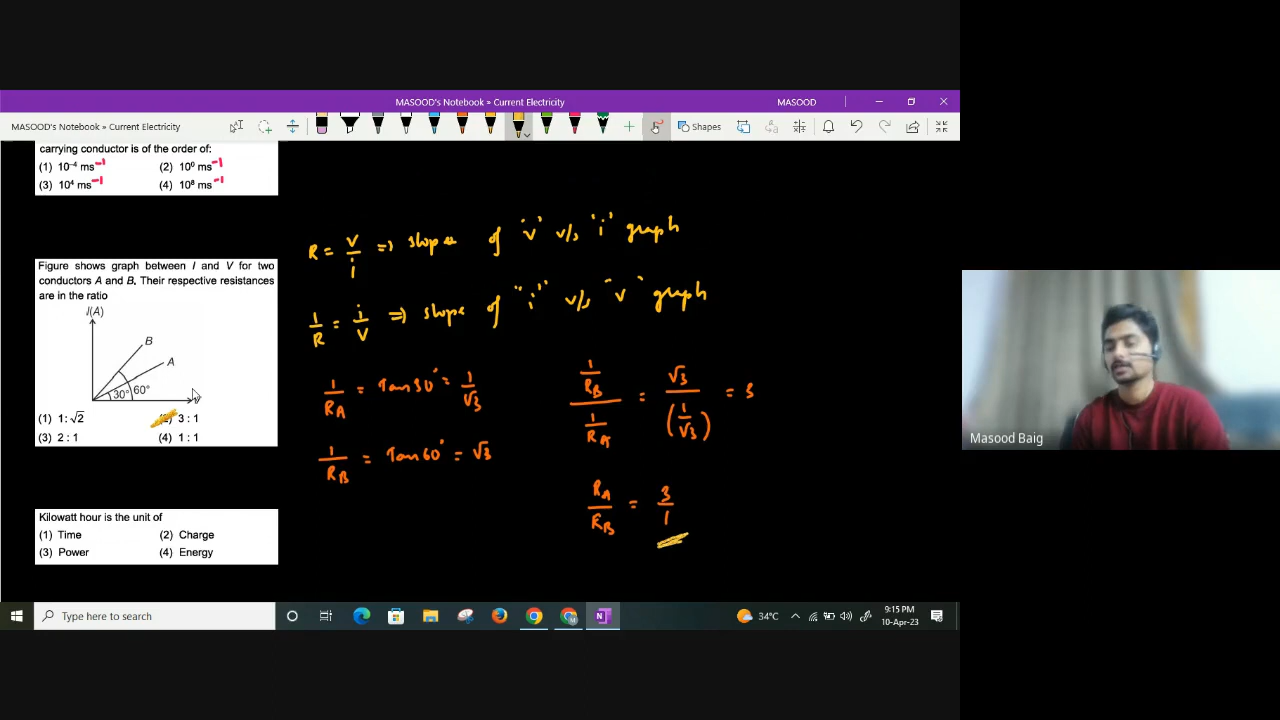 MASOOD's Notebook » Current Electricity
MASOOD
MASOOD's Notebook » Current Electricity
Shapes
carrying conductor is of the order of:
(1) 10⁻⁴ ms⁻¹ (2) 10⁰ ms⁻¹
(3) 10⁴ ms⁻¹ (4) 10⁸ ms⁻¹
Figure shows graph between I and V for two
conductors A and B. Their respective resistances
are in the ratio
I(A)
B
A
30° 60°
V
(1) 1:√2 (2) 3 : 1
(3) 2 : 1 (4) 1 : 1
Kilowatt hour is the unit of
(1) Time (2) Charge
(3) Power (4) Energy
R = V/i ⇒ slope of "V" v/s "i" graph
1/R = i/V ⇒ slope of "i" v/s "V" graph
1/R_A = Tan30° = 1/√3
1/R_B = Tan60° = √3
(1/R_B)/(1/R_A) = √3/(1/√3) = 3
R_A/R_B = 3/1
Masood Baig
Type here to search
34°C
9:15 PM
10-Apr-23